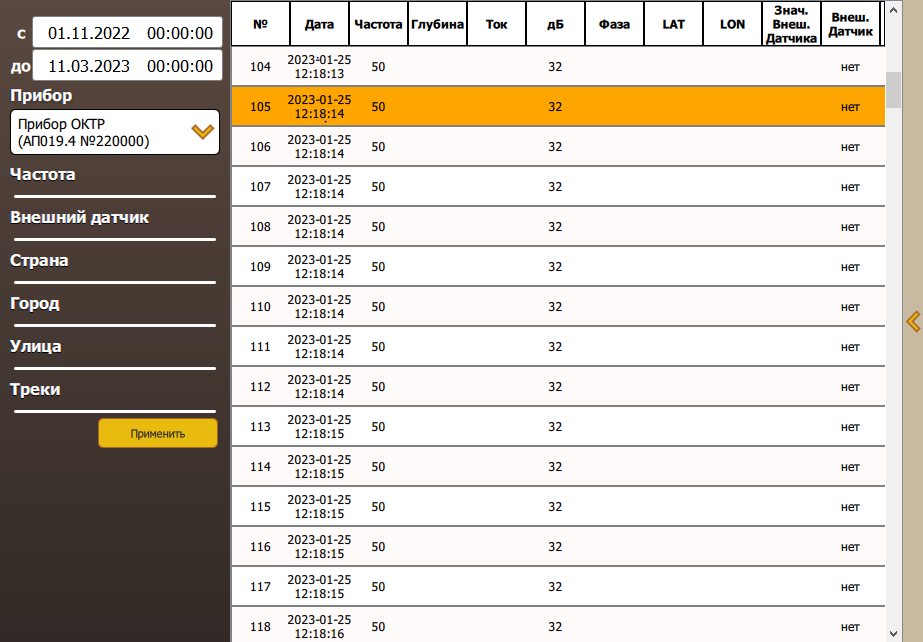 с 01.11.2022 00:00:00
до 11.03.2023 00:00:00
Прибор
Прибор ОКТР
(АП019.4 №220000)
Частота
Внешний датчик
Страна
Город
Улица
Треки
Применить
№ Дата Частота Глубина Ток дБ Фаза LAT LON Знач. Внеш. Датчика Внеш. Датчик
104 2023-01-25 12:18:13 50 32 нет
105 2023-01-25 12:18:14 50 32 нет
106 2023-01-25 12:18:14 50 32 нет
107 2023-01-25 12:18:14 50 32 нет
108 2023-01-25 12:18:14 50 32 нет
109 2023-01-25 12:18:14 50 32 нет
110 2023-01-25 12:18:14 50 32 нет
111 2023-01-25 12:18:14 50 32 нет
112 2023-01-25 12:18:14 50 32 нет
113 2023-01-25 12:18:15 50 32 нет
114 2023-01-25 12:18:15 50 32 нет
115 2023-01-25 12:18:15 50 32 нет
116 2023-01-25 12:18:15 50 32 нет
117 2023-01-25 12:18:15 50 32 нет
118 2023-01-25 12:18:16 50 32 нет